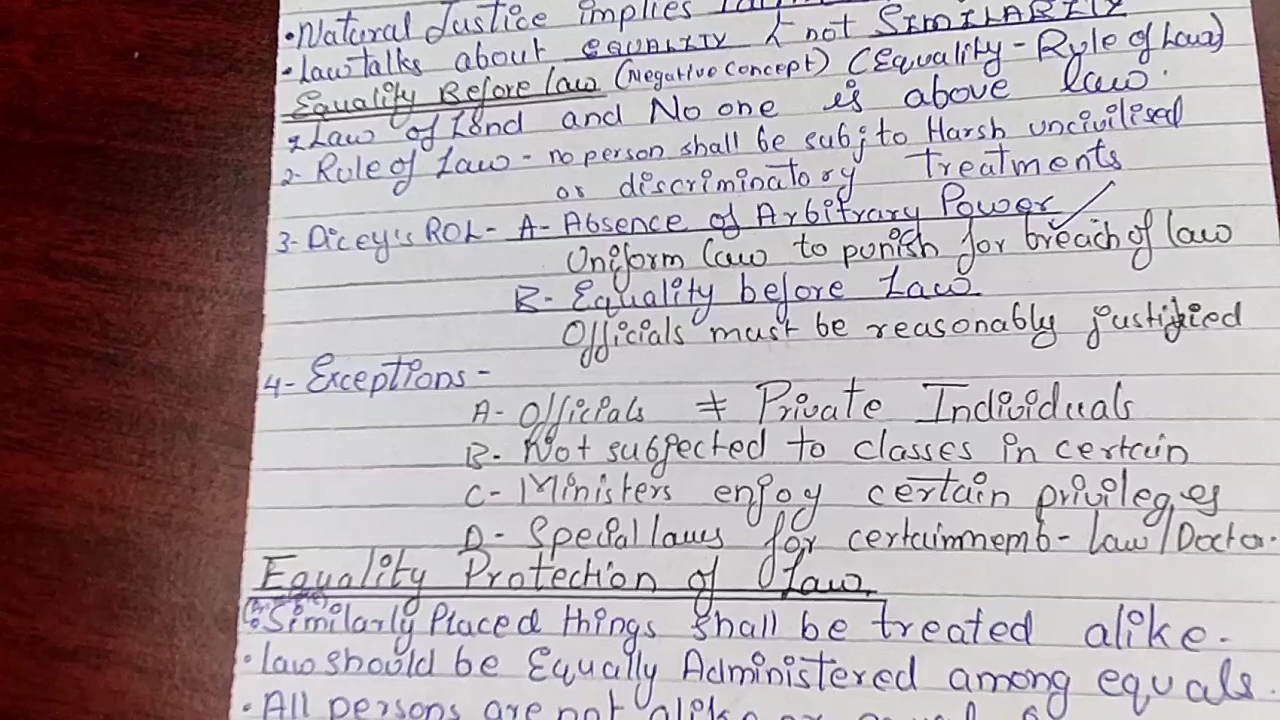 •Natural Justice implies
•law talks about EQUALITY & not SIMILARITY
Equality Before law (Negative Concept) (Equality - Rule of Law)
1 Law of land and No one is above law.
2- Rule of Law - no person shall be subj to Harsh uncivilised
or discriminatory treatments
3- Dicey's ROL- A- Absence of Arbitrary Power
Uniform law to punish for breach of law
B- Equality before Law
Officials must be reasonably justified
4- Exceptions -
A- Officials ≠ Private Individuals
B- Not subjected to classes in certain
C- Ministers enjoy certain privileges
D- Special laws for certain memb- law/Doctor.
Equality Protection of Law
Similarly Placed things shall be treated alike.
• law should be Equally Administered among equals.
• All persons are not